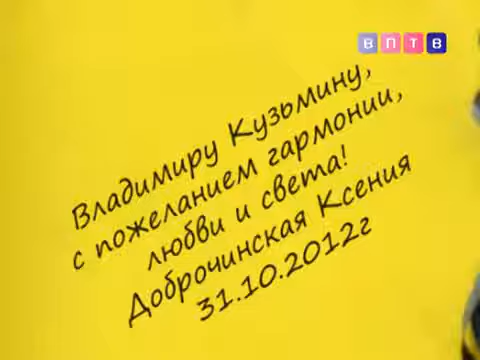 ВПТВ
Владимиру Кузьмину,
с пожеланием гармонии,
любви и света!
Доброчинская Ксения
31.10.2012г